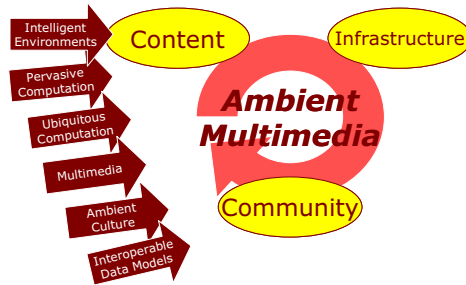 Intelligent
Environments
Content
Infrastructure
Pervasive
Computation
Ubiquitous
Computation
Ambient
Multimedia
Multimedia
Ambient
Culture
Community
Interoperable
Data Models